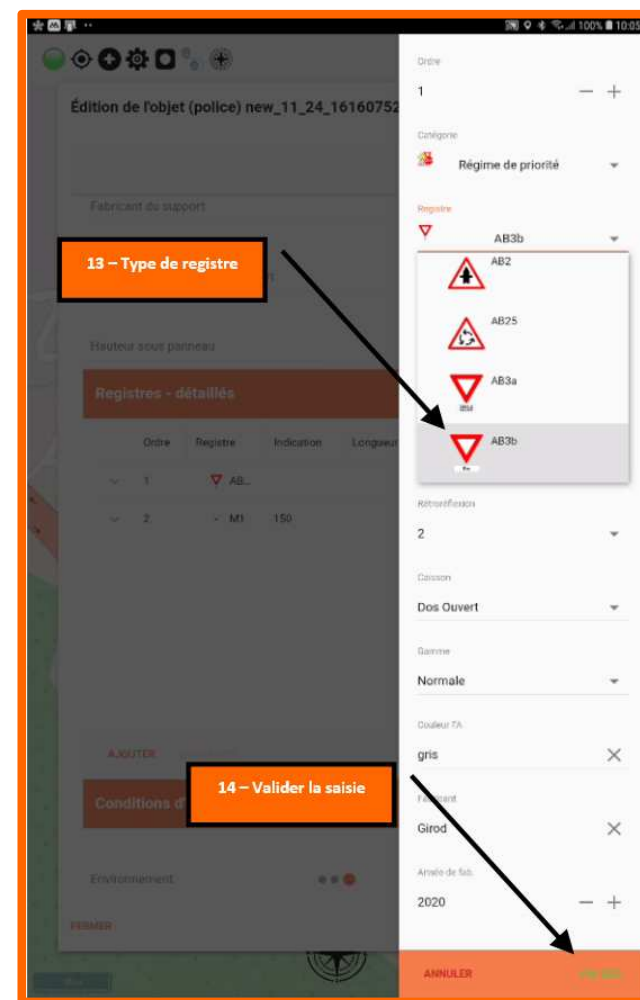 100% 10:05
Édition de l'objet (police) new_11_24_16160752
Fabricant du support
13 – Type de registre
Hauteur sous panneau
Registres - détaillés
Ordre Registre Indication Longueur
1 AB...
2 M1 150
AJOUTER
14 – Valider la saisie
Conditions d'
Environnement
FERMER
Ordre
1
Catégorie
Régime de priorité
Registre
AB3b
AB2
AB25
AB3a
AB3b
Rétroréflexion
2
Caisson
Dos Ouvert
Gamme
Normale
Couleur l'A.
gris
Fabricant
Girod
Année de fab.
2020
ANNULER